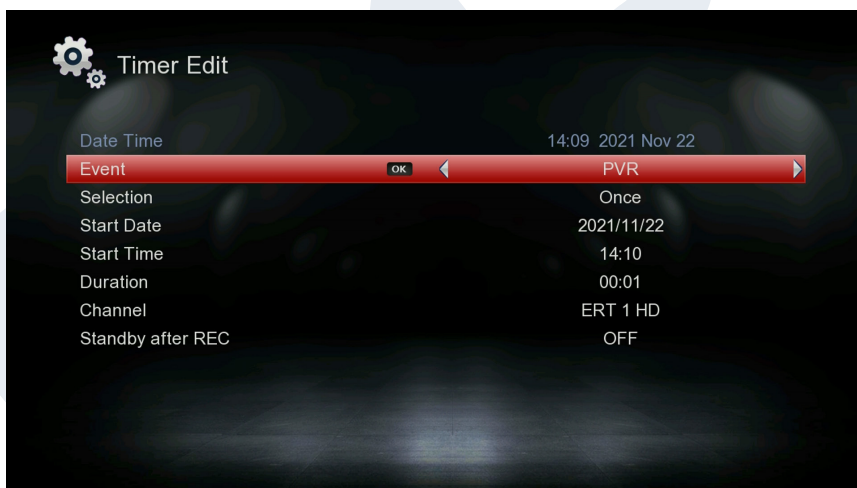 Timer Edit
Date Time 14:09 2021 Nov 22
Event OK PVR
Selection Once
Start Date 2021/11/22
Start Time 14:10
Duration 00:01
Channel ERT 1 HD
Standby after REC OFF